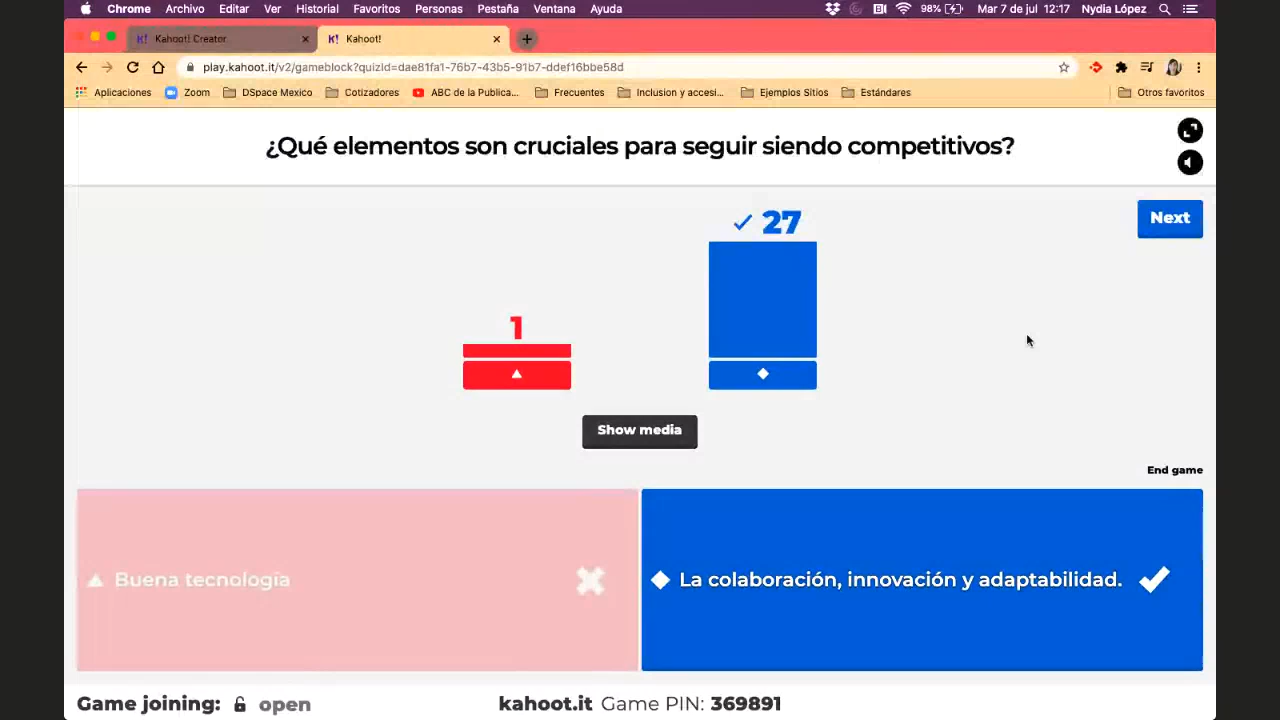 Chrome Archivo Editar Ver Historial Favoritos Personas Pestaña Ventana Ayuda 98% Mar 7 de jul 12:17 Nydia López
K! Kahoot! Creator K! Kahoot!
play.kahoot.it/v2/gameblock?quizId=dae81fa1-76b7-43b5-91b7-ddef16bbe58d
Aplicaciones Zoom DSpace Mexico Cotizadores ABC de la Publica... Frecuentes Inclusion y accesi... Ejemplos Sitios Estándares Otros favoritos
¿Qué elementos son cruciales para seguir siendo competitivos?
Next
27
1
Show media
End game
Buena tecnología
La colaboración, innovación y adaptabilidad.
Game joining: open kahoot.it Game PIN: 369891